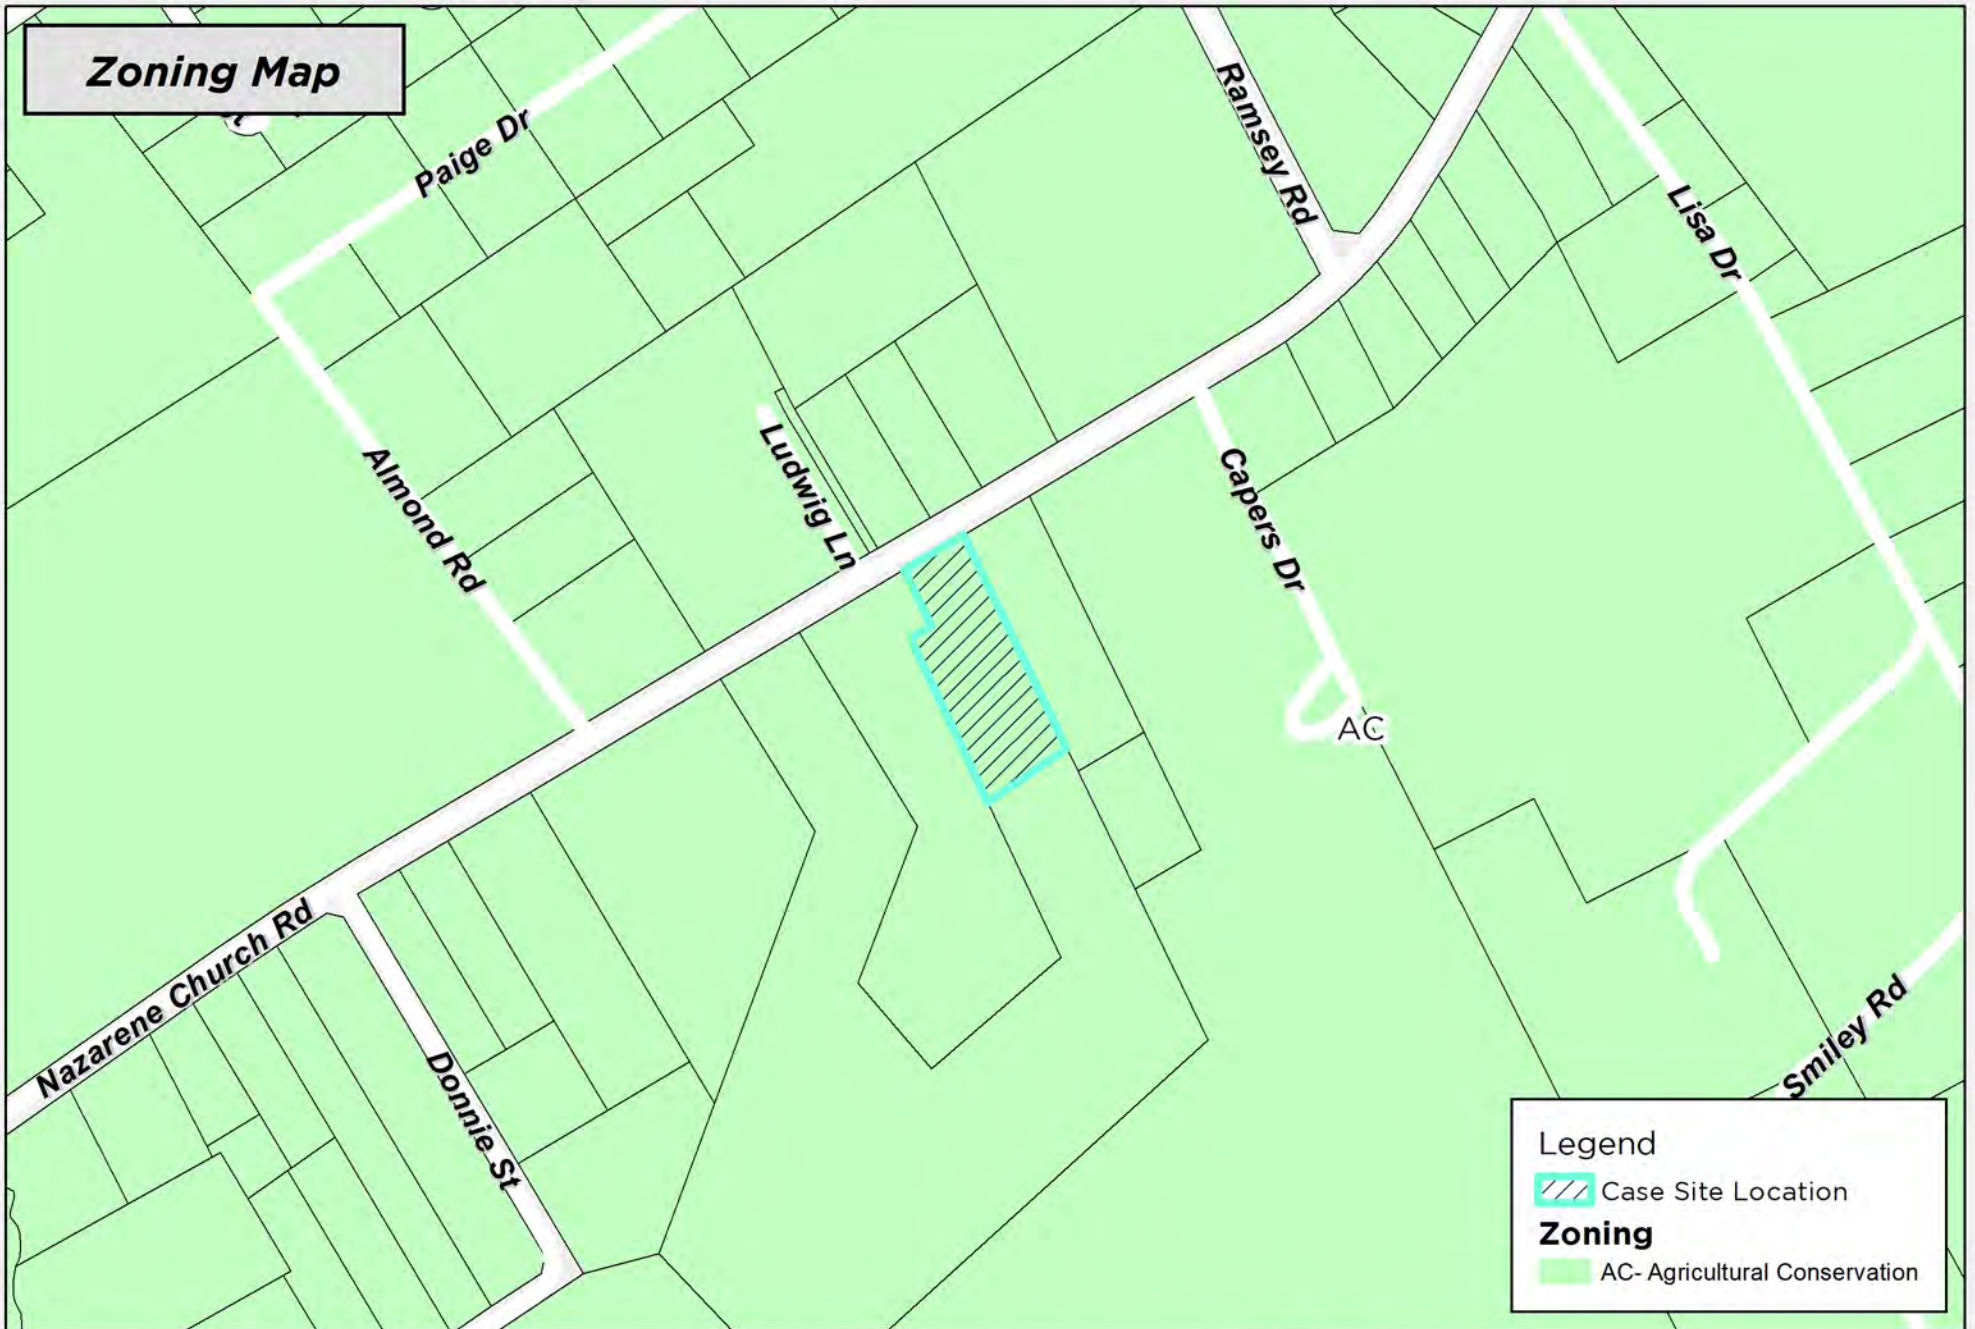 Zoning Map
Paige Dr
Ramsey Rd
Lisa Dr
Almond Rd
Ludwig Ln
Capers Dr
AC
Nazarene Church Rd
Donnie St
Smiley Rd
Legend
Case Site Location
Zoning
AC- Agricultural Conservation